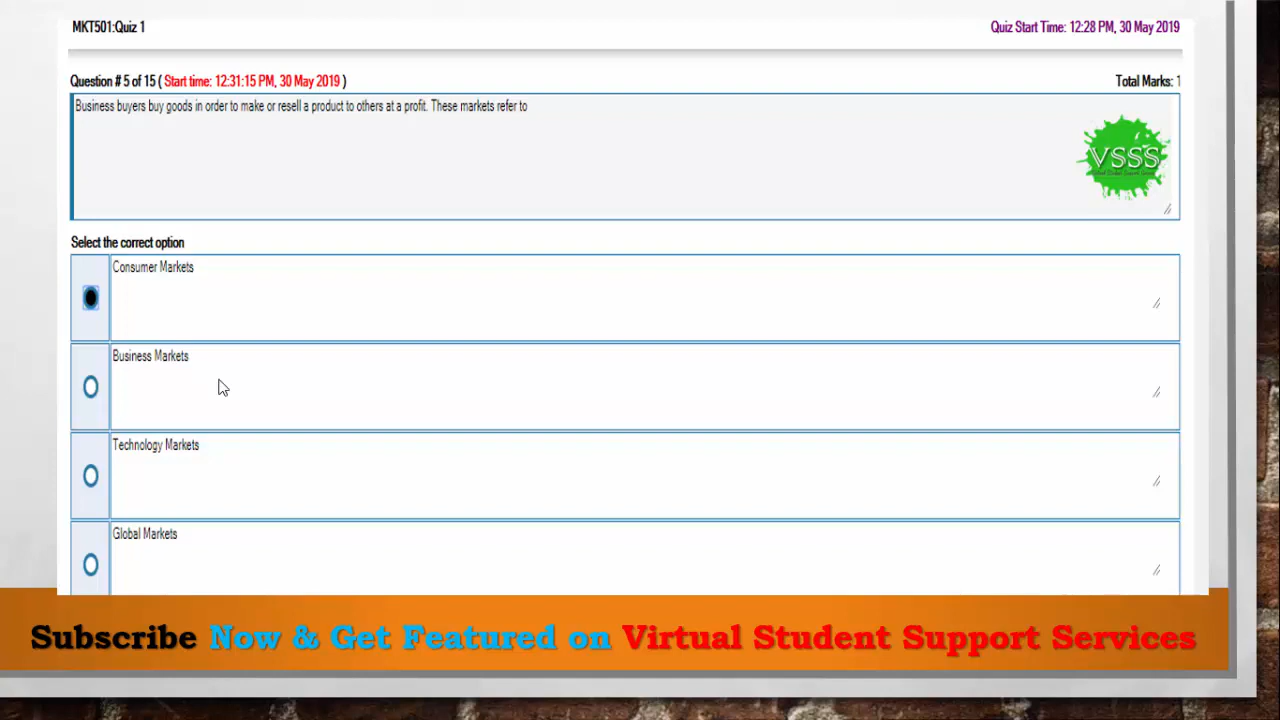 MKT501:Quiz 1
Quiz Start Time: 12:28 PM, 30 May 2019
Question # 5 of 15 ( Start time: 12:31:15 PM, 30 May 2019 )
Total Marks: 1
Business buyers buy goods in order to make or resell a product to others at a profit. These markets refer to
VSSS
Select the correct option
Consumer Markets
Business Markets
Technology Markets
Global Markets
Subscribe Now & Get Featured on Virtual Student Support Services